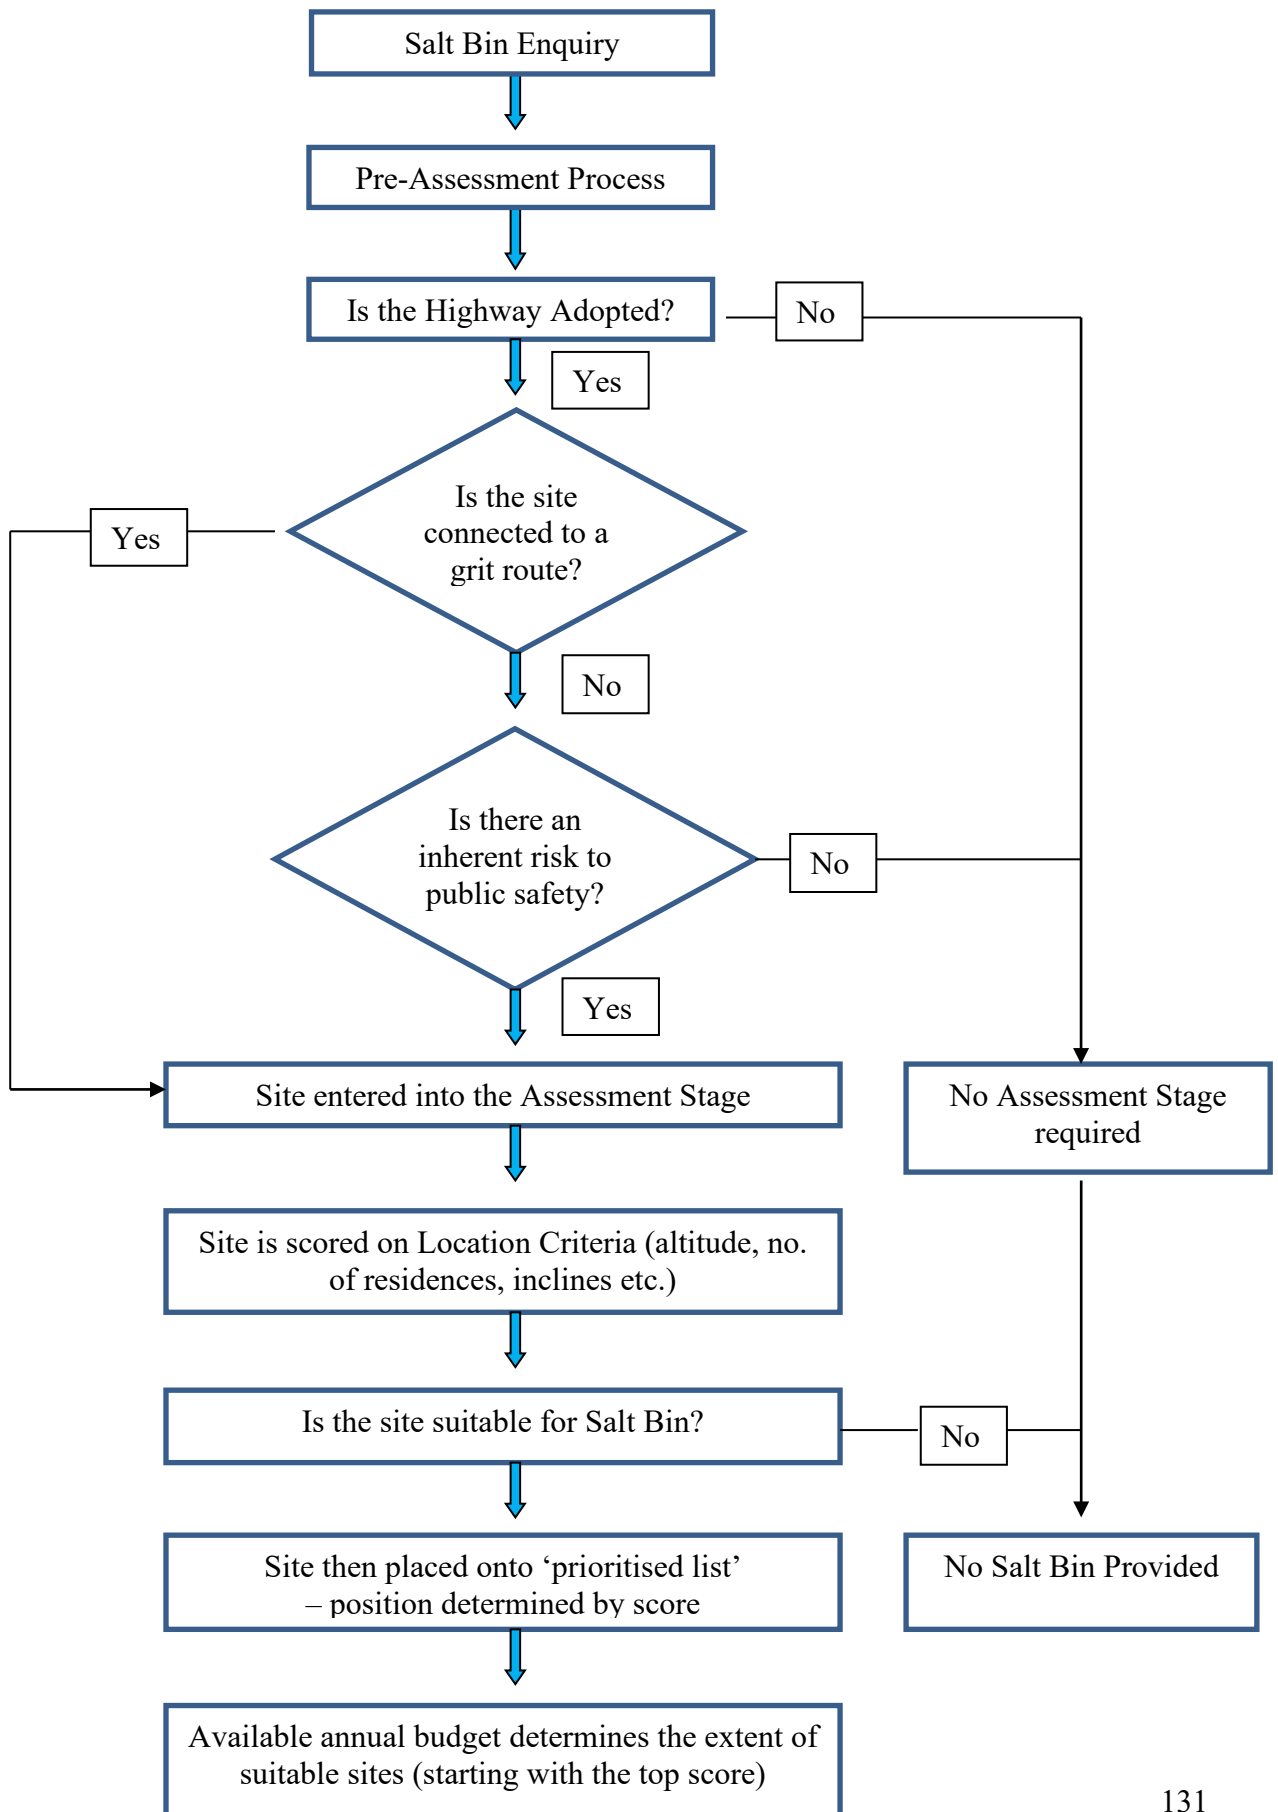 Salt Bin Enquiry
Pre-Assessment Process
Is the Highway Adopted?
No
Yes
Is the site
connected to a
grit route?
Yes
No
Is there an
inherent risk to
public safety?
No
Yes
Site entered into the Assessment Stage
No Assessment Stage
required
Site is scored on Location Criteria (altitude, no.
of residences, inclines etc.)
Is the site suitable for Salt Bin?
No
Site then placed onto ‘prioritised list’
– position determined by score
No Salt Bin Provided
Available annual budget determines the extent of
suitable sites (starting with the top score)
131